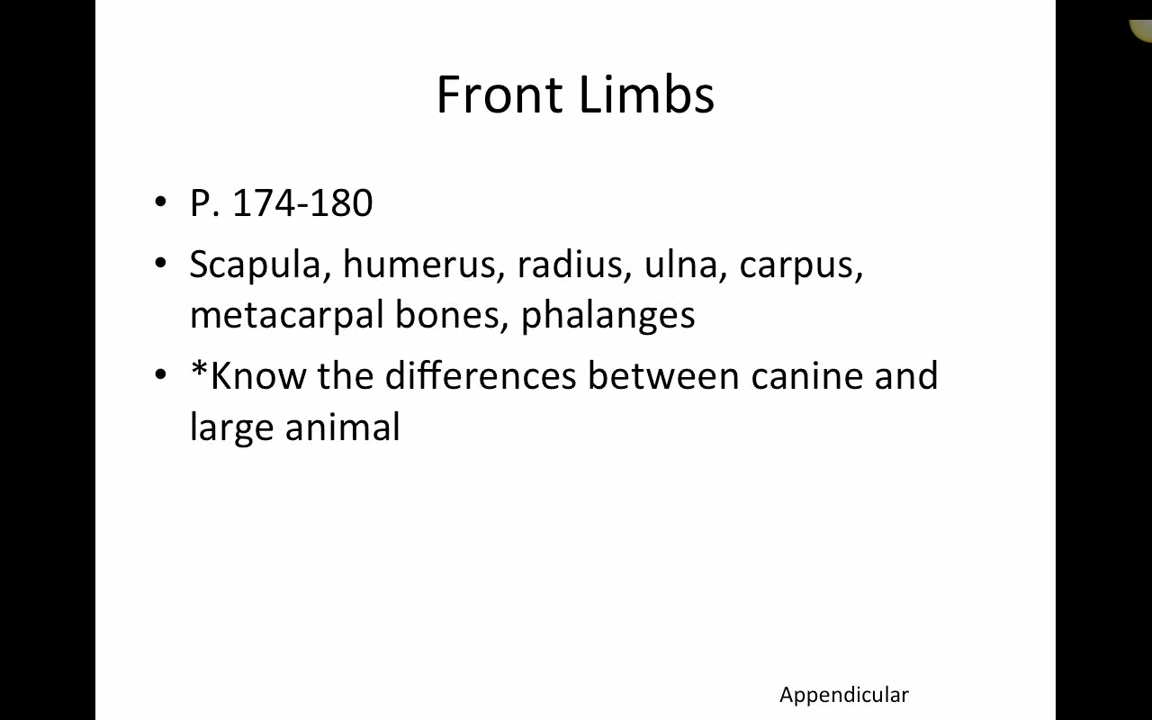 Front Limbs
• P. 174-180
• Scapula, humerus, radius, ulna, carpus,
metacarpal bones, phalanges
• *Know the differences between canine and
large animal
Appendicular